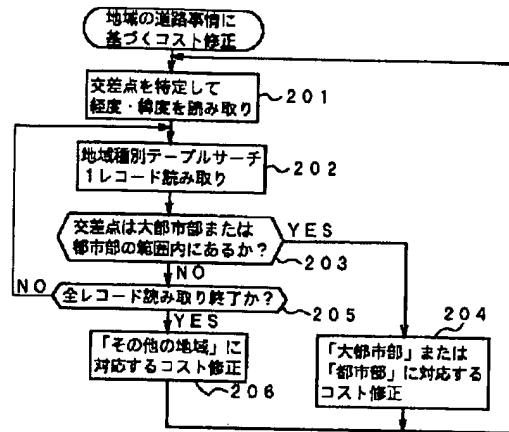 地域の道路事情に
基づくコスト修正
交差点を特定して
経度・緯度を読み取り
201
地域種別テーブルサーチ
1レコード読み取り
202
交差点は大都市部または
都市部の範囲内にあるか?
YES
203
NO
NO
全レコード読み取り終了か?
205
YES
204
「その他の地域」に
対応するコスト修正
206
「大都市部」または
「都市部」に対応する
コスト修正